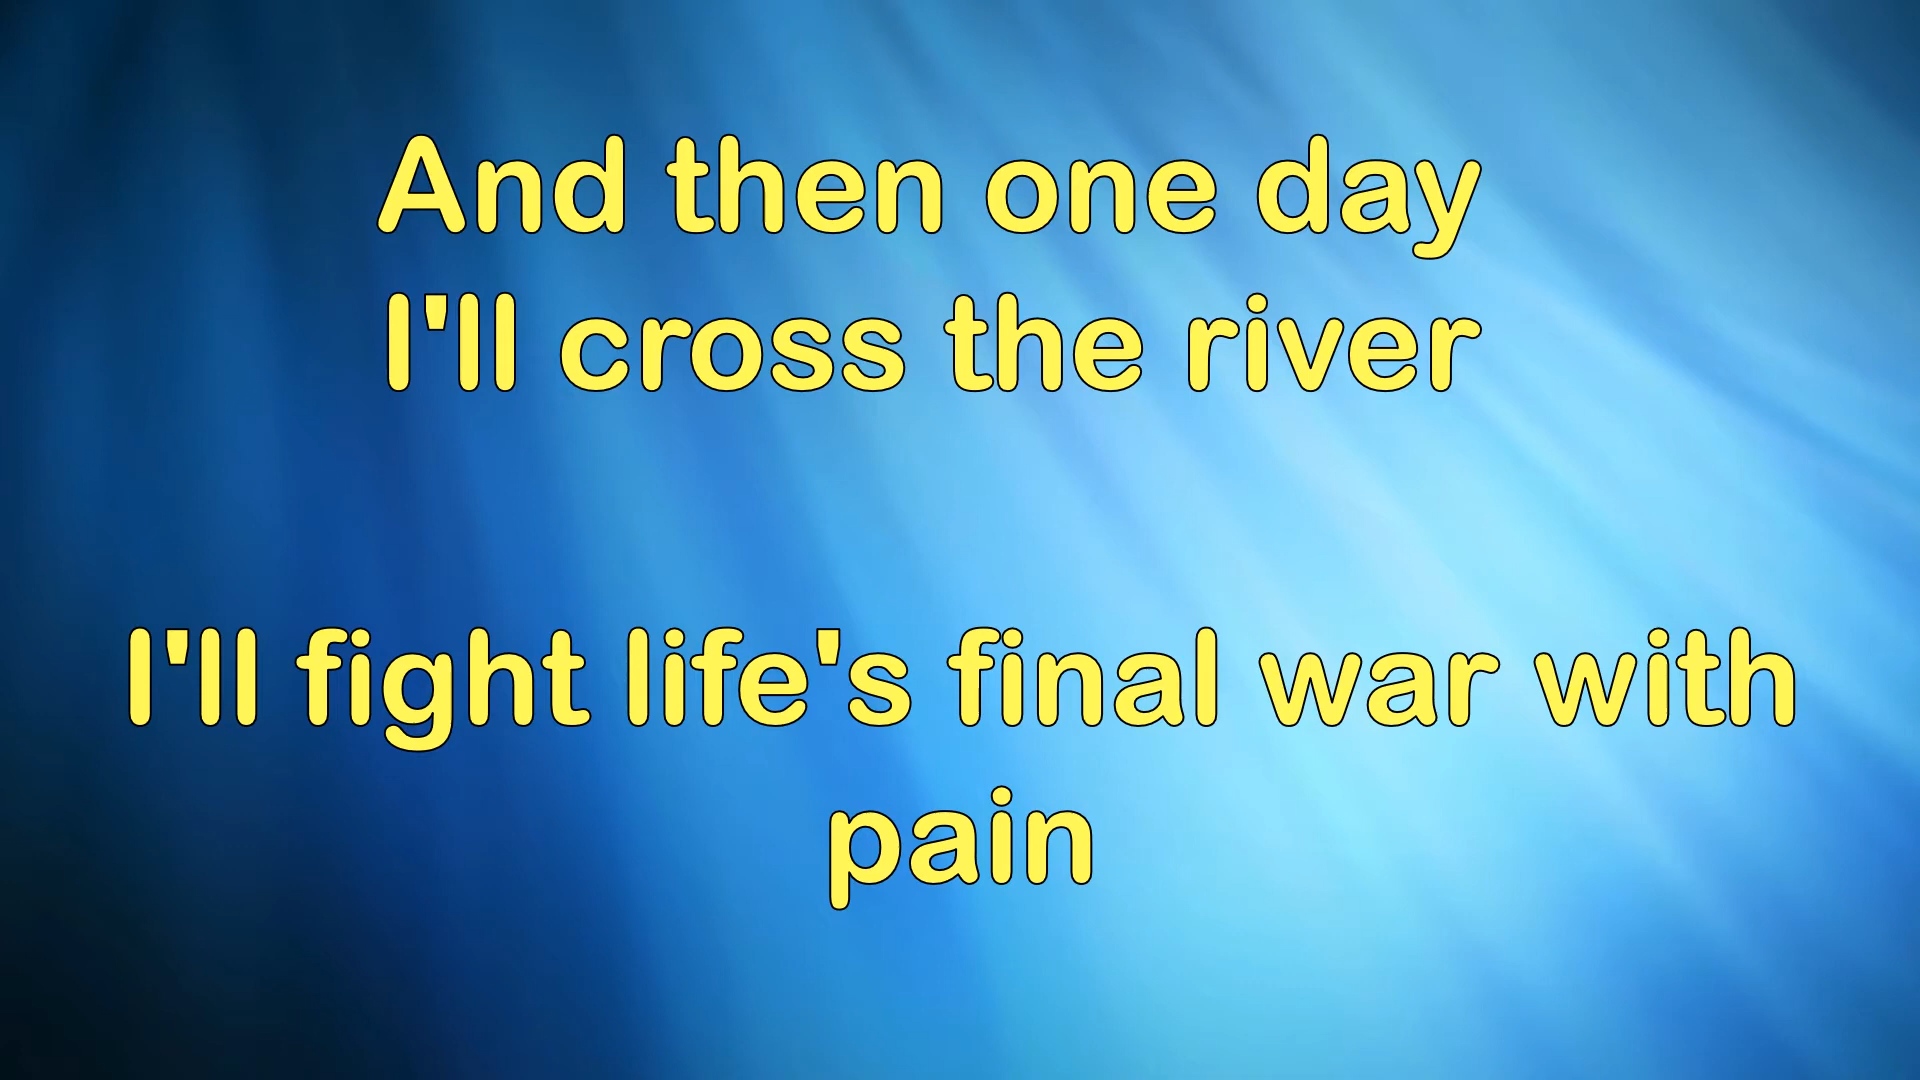 And then one day
I'll cross the river
I'll fight life's final war with
pain